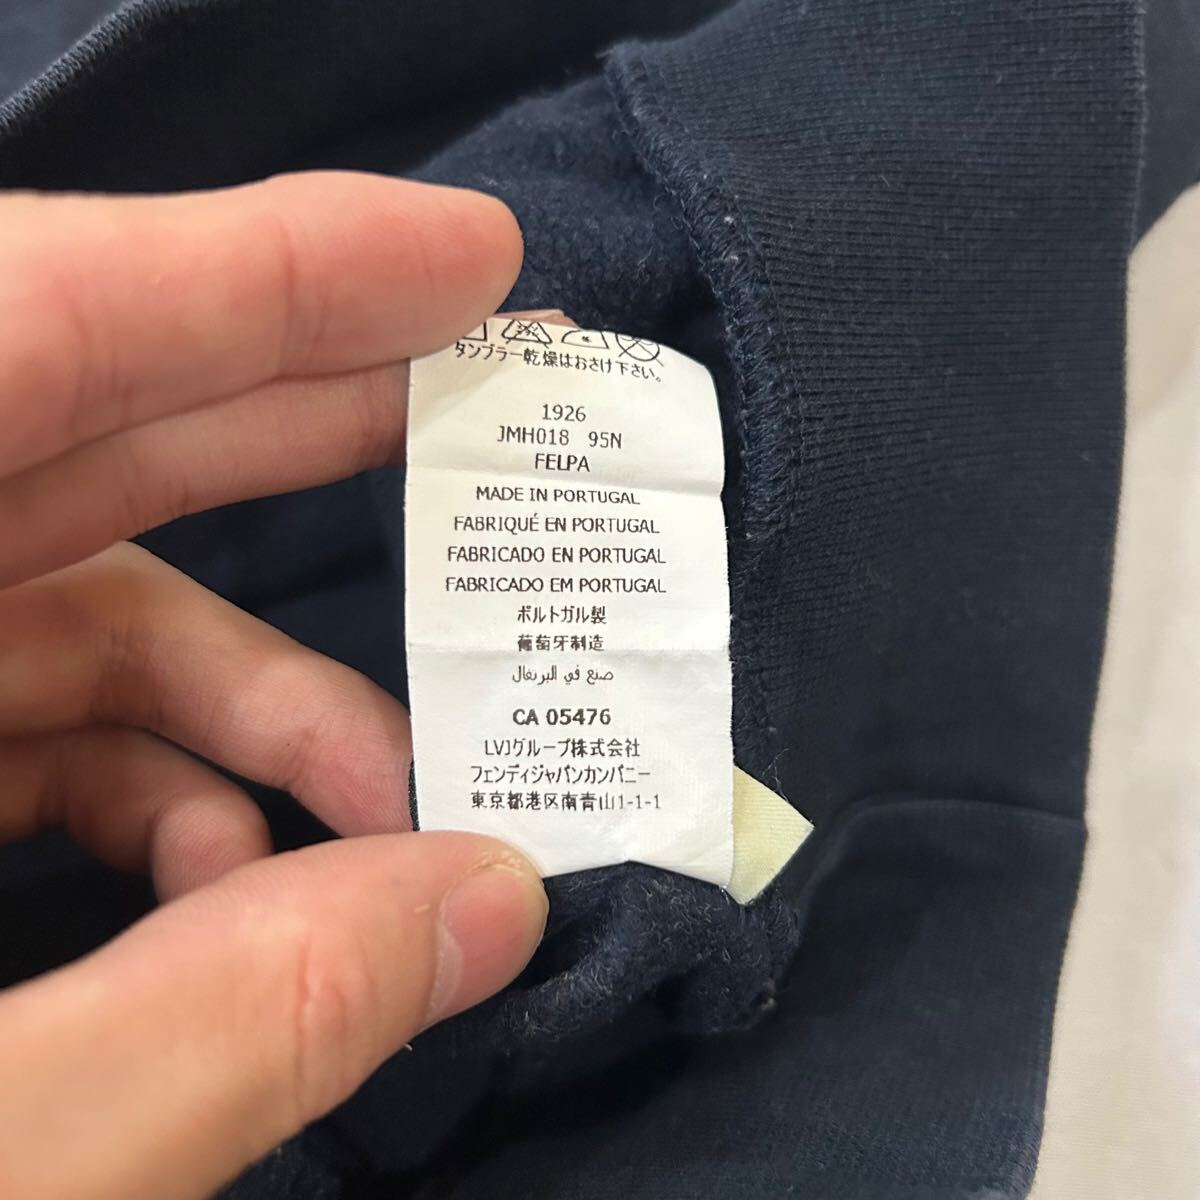 タンブラー乾燥はおさけ下さい。
1926
JMH018 95N
FELPA
MADE IN PORTUGAL
FABRIQUÉ EN PORTUGAL
FABRICADO EN PORTUGAL
FABRICADO EM PORTUGAL
ポルトガル製
葡萄牙制造
صنع في البرتغال
CA 05476
LVJグループ株式会社
フェンディジャパンカンパニー
東京都港区南青山1-1-1